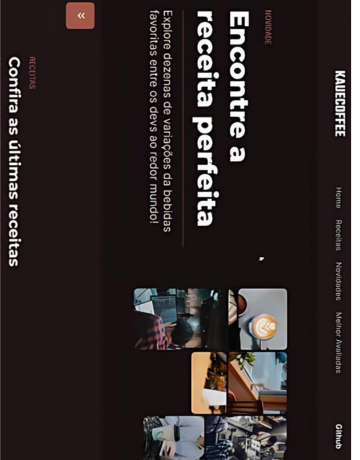 KAUECOFFEE
Home Receitas Novidades Melhor Avaliadas Github
NOVIDADE
Encontre a
receita perfeita
Explore dezenas de variações da bebidas
favoritas entre os devs ao redor mundo!
«
RECEITAS
Confira as últimas receitas